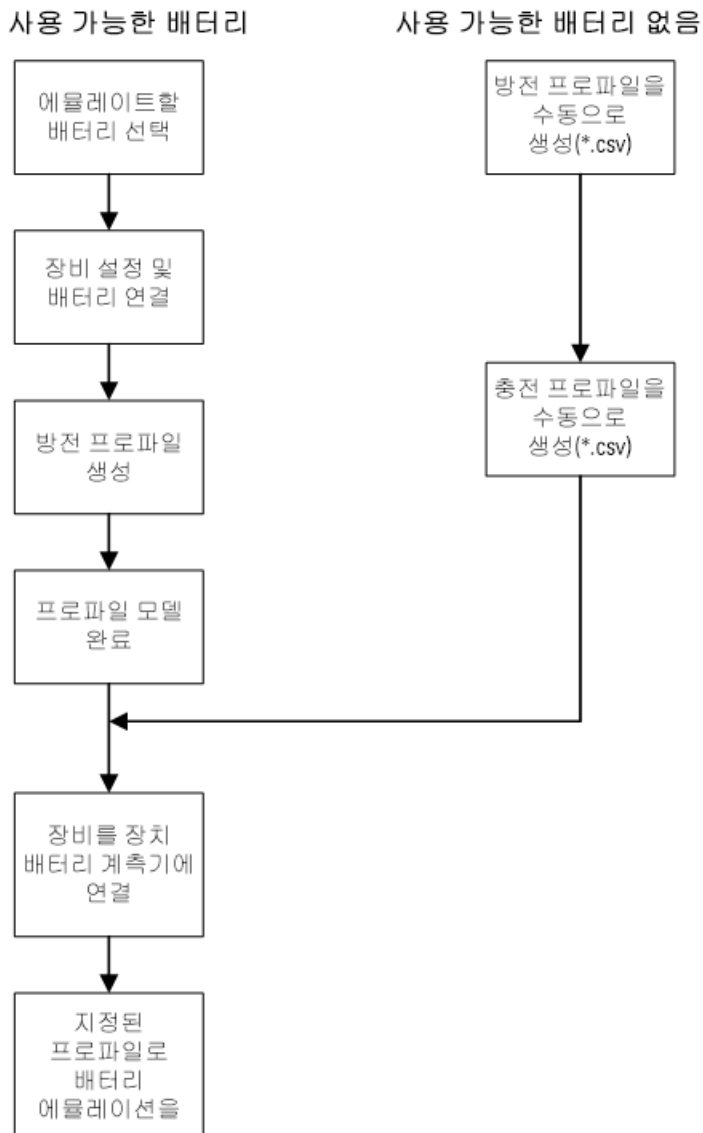 사용 가능한 배터리
사용 가능한 배터리 없음
에뮬레이트할
배터리 선택
장비 설정 및
배터리 연결
방전 프로파일
생성
프로파일 모델
완료
방전 프로파일을
수동으로
생성(*.csv)
충전 프로파일을
수동으로
생성(*.csv)
장비를 장치
배터리 계측기에
연결
지정된
프로파일로
배터리
에뮬레이션을